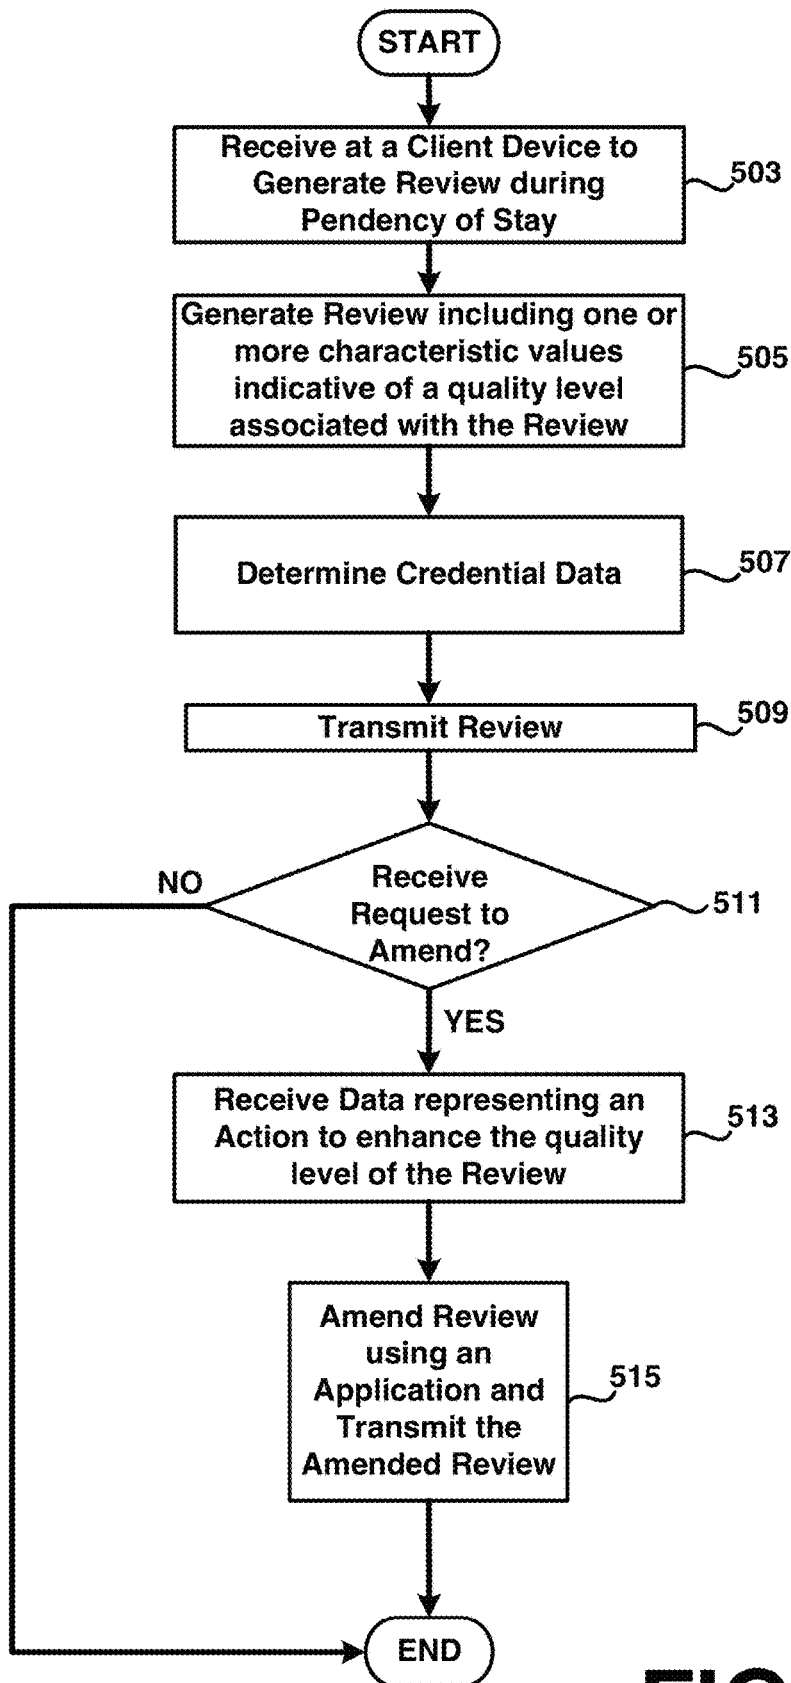 START
Receive at a Client Device to
Generate Review during
Pendency of Stay
503
Generate Review including one or
more characteristic values
indicative of a quality level
associated with the Review
505
Determine Credential Data
507
Transmit Review
509
NO
Receive
Request to
Amend?
511
YES
Receive Data representing an
Action to enhance the quality
level of the Review
513
Amend Review
using an
Application and
Transmit the
Amended Review
515
END